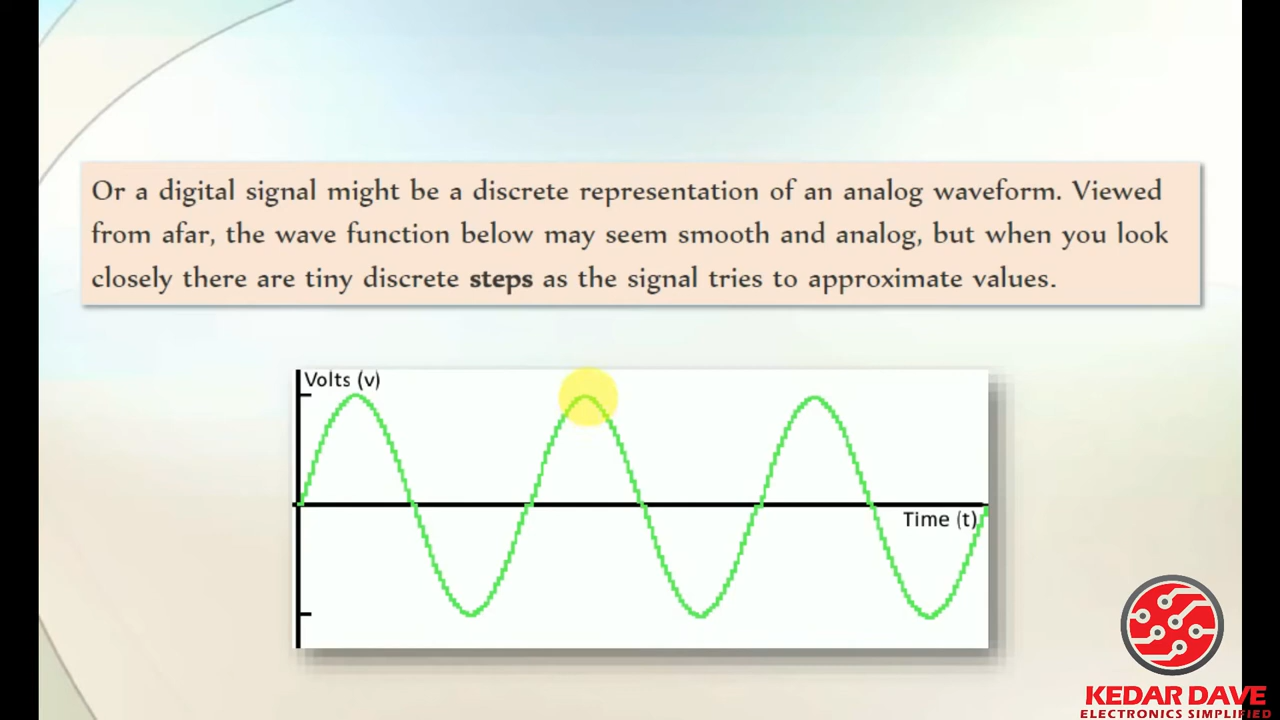 Or a digital signal might be a discrete representation of an analog waveform. Viewed
from afar, the wave function below may seem smooth and analog, but when you look
closely there are tiny discrete steps as the signal tries to approximate values.
Volts (v)
Time (t)
KEDAR DAVE
ELECTRONICS SIMPLIFIED